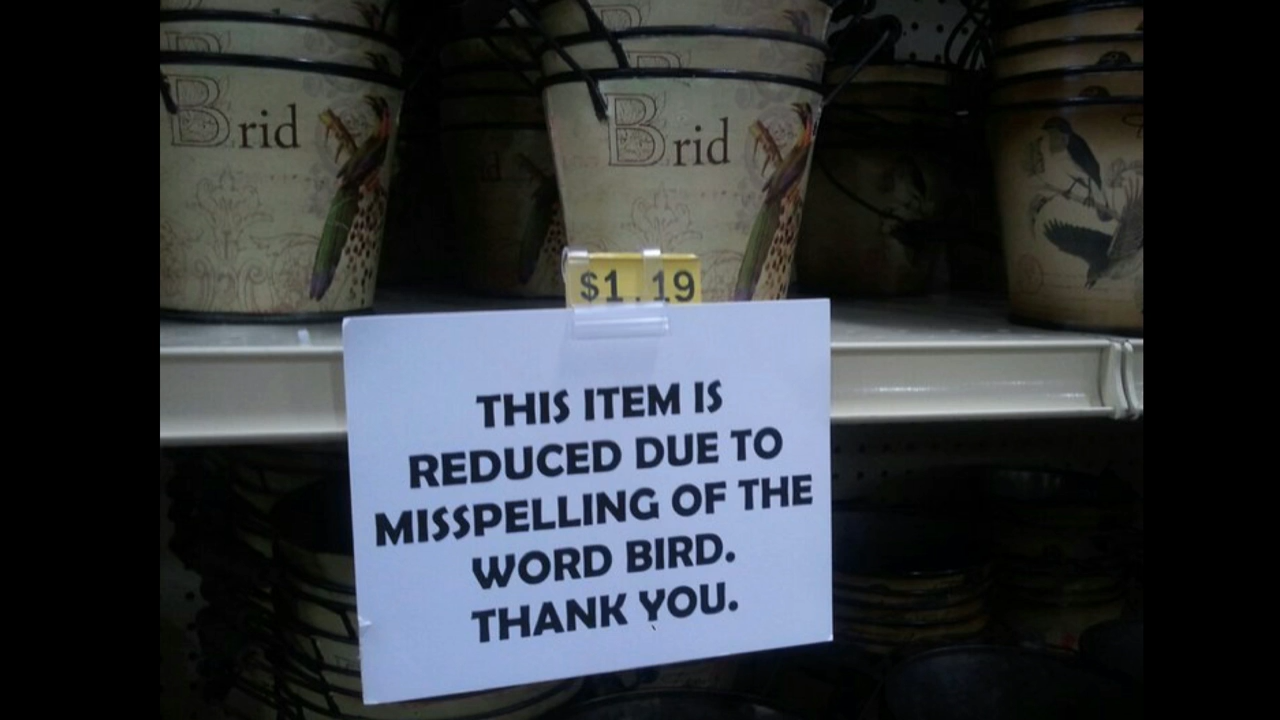 Brid
Brid
$1.19
THIS ITEM IS
REDUCED DUE TO
MISSPELLING OF THE
WORD BIRD.
THANK YOU.